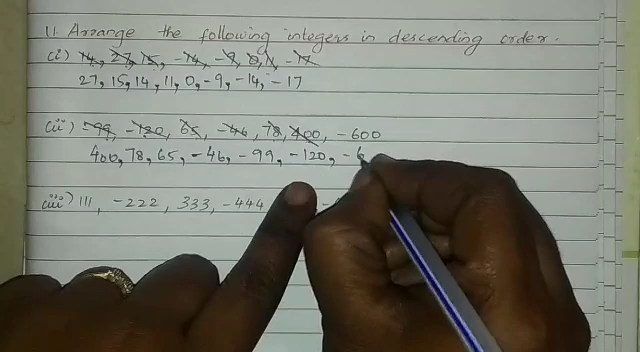 11. Arrange the following integers in descending order.
(i) 14, 27, 15, -14, -9, 0, 11, -17
27, 15, 14, 11, 0, -9, -14, -17
(ii) -99, -120, 65, -46, 78, 400, -600
400, 78, 65, -46, -99, -120, -6
(iii) 111, -222, 333, -444